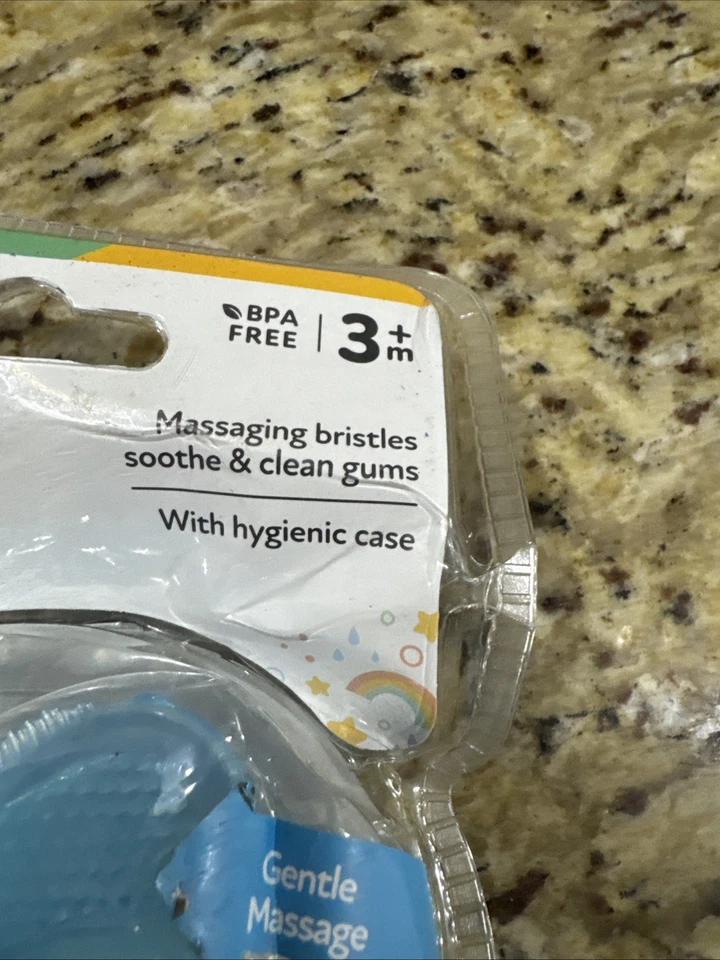 BPA
FREE
3+
m
Massaging bristles
soothe & clean gums
With hygienic case
Gentle
Massage